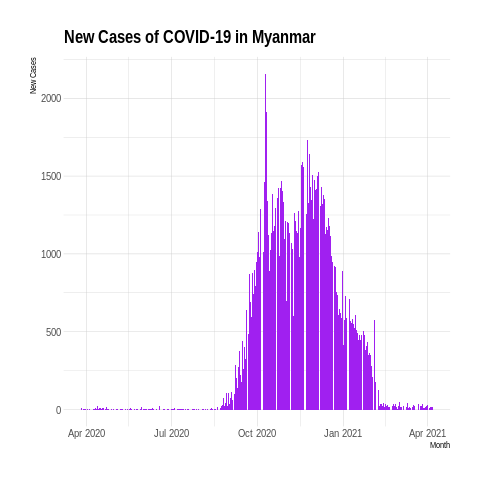 New Cases of COVID-19 in Myanmar
New Cases
2000
1500
1000
500
0
Apr 2020 Jul 2020 Oct 2020 Jan 2021 Apr 2021
Month